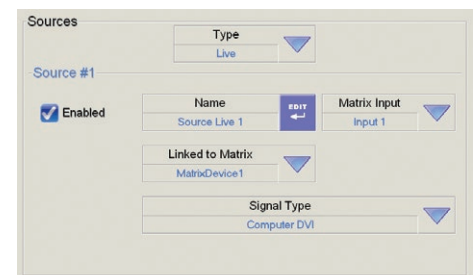 Sources
Type
Live
Source #1
Enabled
Name
Source Live 1
EDIT
Matrix Input
Input 1
Linked to Matrix
MatrixDevice1
Signal Type
Computer DVI